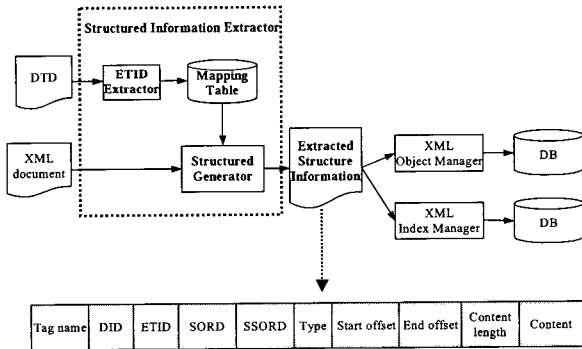 Structured Information Extractor
DTD
ETID
Extractor
Mapping
Table
XML
document
Structured
Generator
Extracted
Structure
Information
XML
Object Manager
DB
XML
Index Manager
DB
Tag name
DID
ETID
SORD
SSORD
Type
Start offset
End offset
Content
length
Content